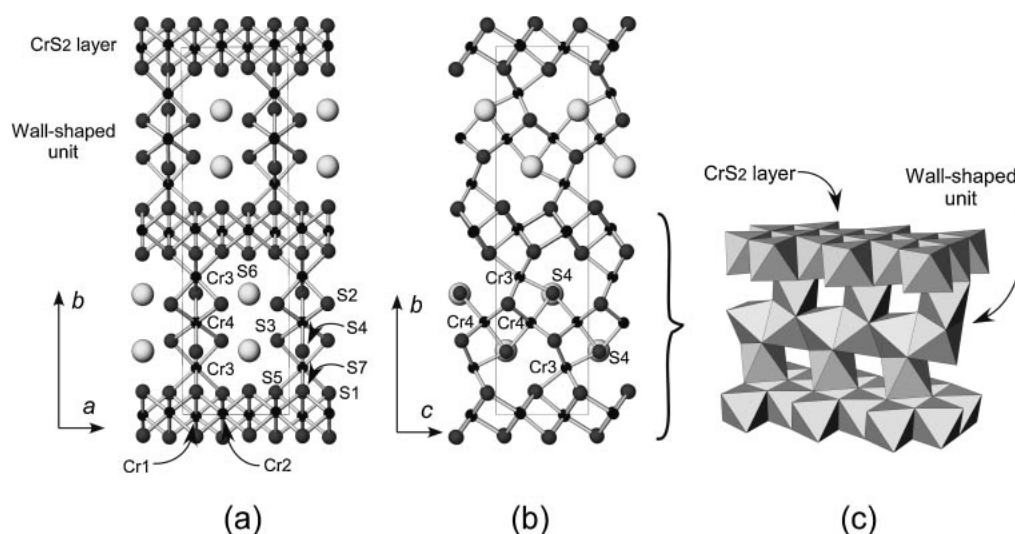 CrS2 layer
Wall-shaped
unit
Cr3
S6
S2
S3
Cr4
S4
Cr3
S7
S5
S1
b
a
Cr1
Cr2
(a)
Cr3
S4
Cr4
Cr4
S4
Cr3
b
c
(b)
CrS2 layer
Wall-shaped
unit
(c)